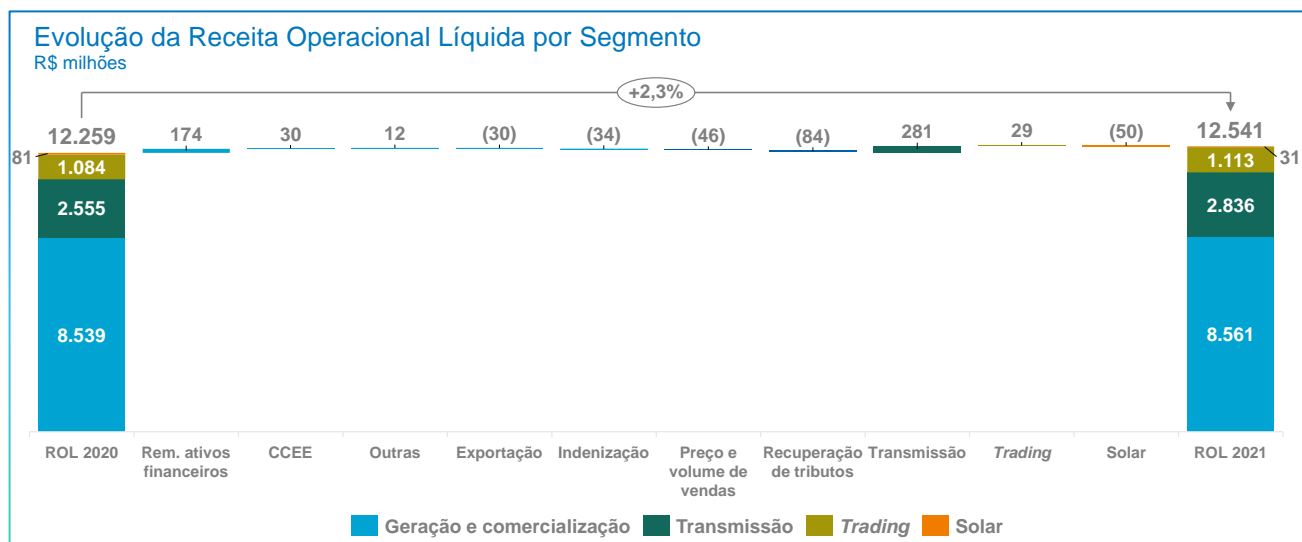 Evolução da Receita Operacional Líquida por Segmento
R$ milhões
+2,3%
12.259
174
30
12
(30)
(34)
(46)
(84)
281
29
(50)
12.541
81
1.084
2.555
8.539
1.113
31
2.836
8.561
ROL 2020
Rem. ativos
financeiros
CCEE
Outras
Exportação
Indenização
Preço e
volume de
vendas
Recuperação
de tributos
Transmissão
Trading
Solar
ROL 2021
Geração e comercialização
Transmissão
Trading
Solar